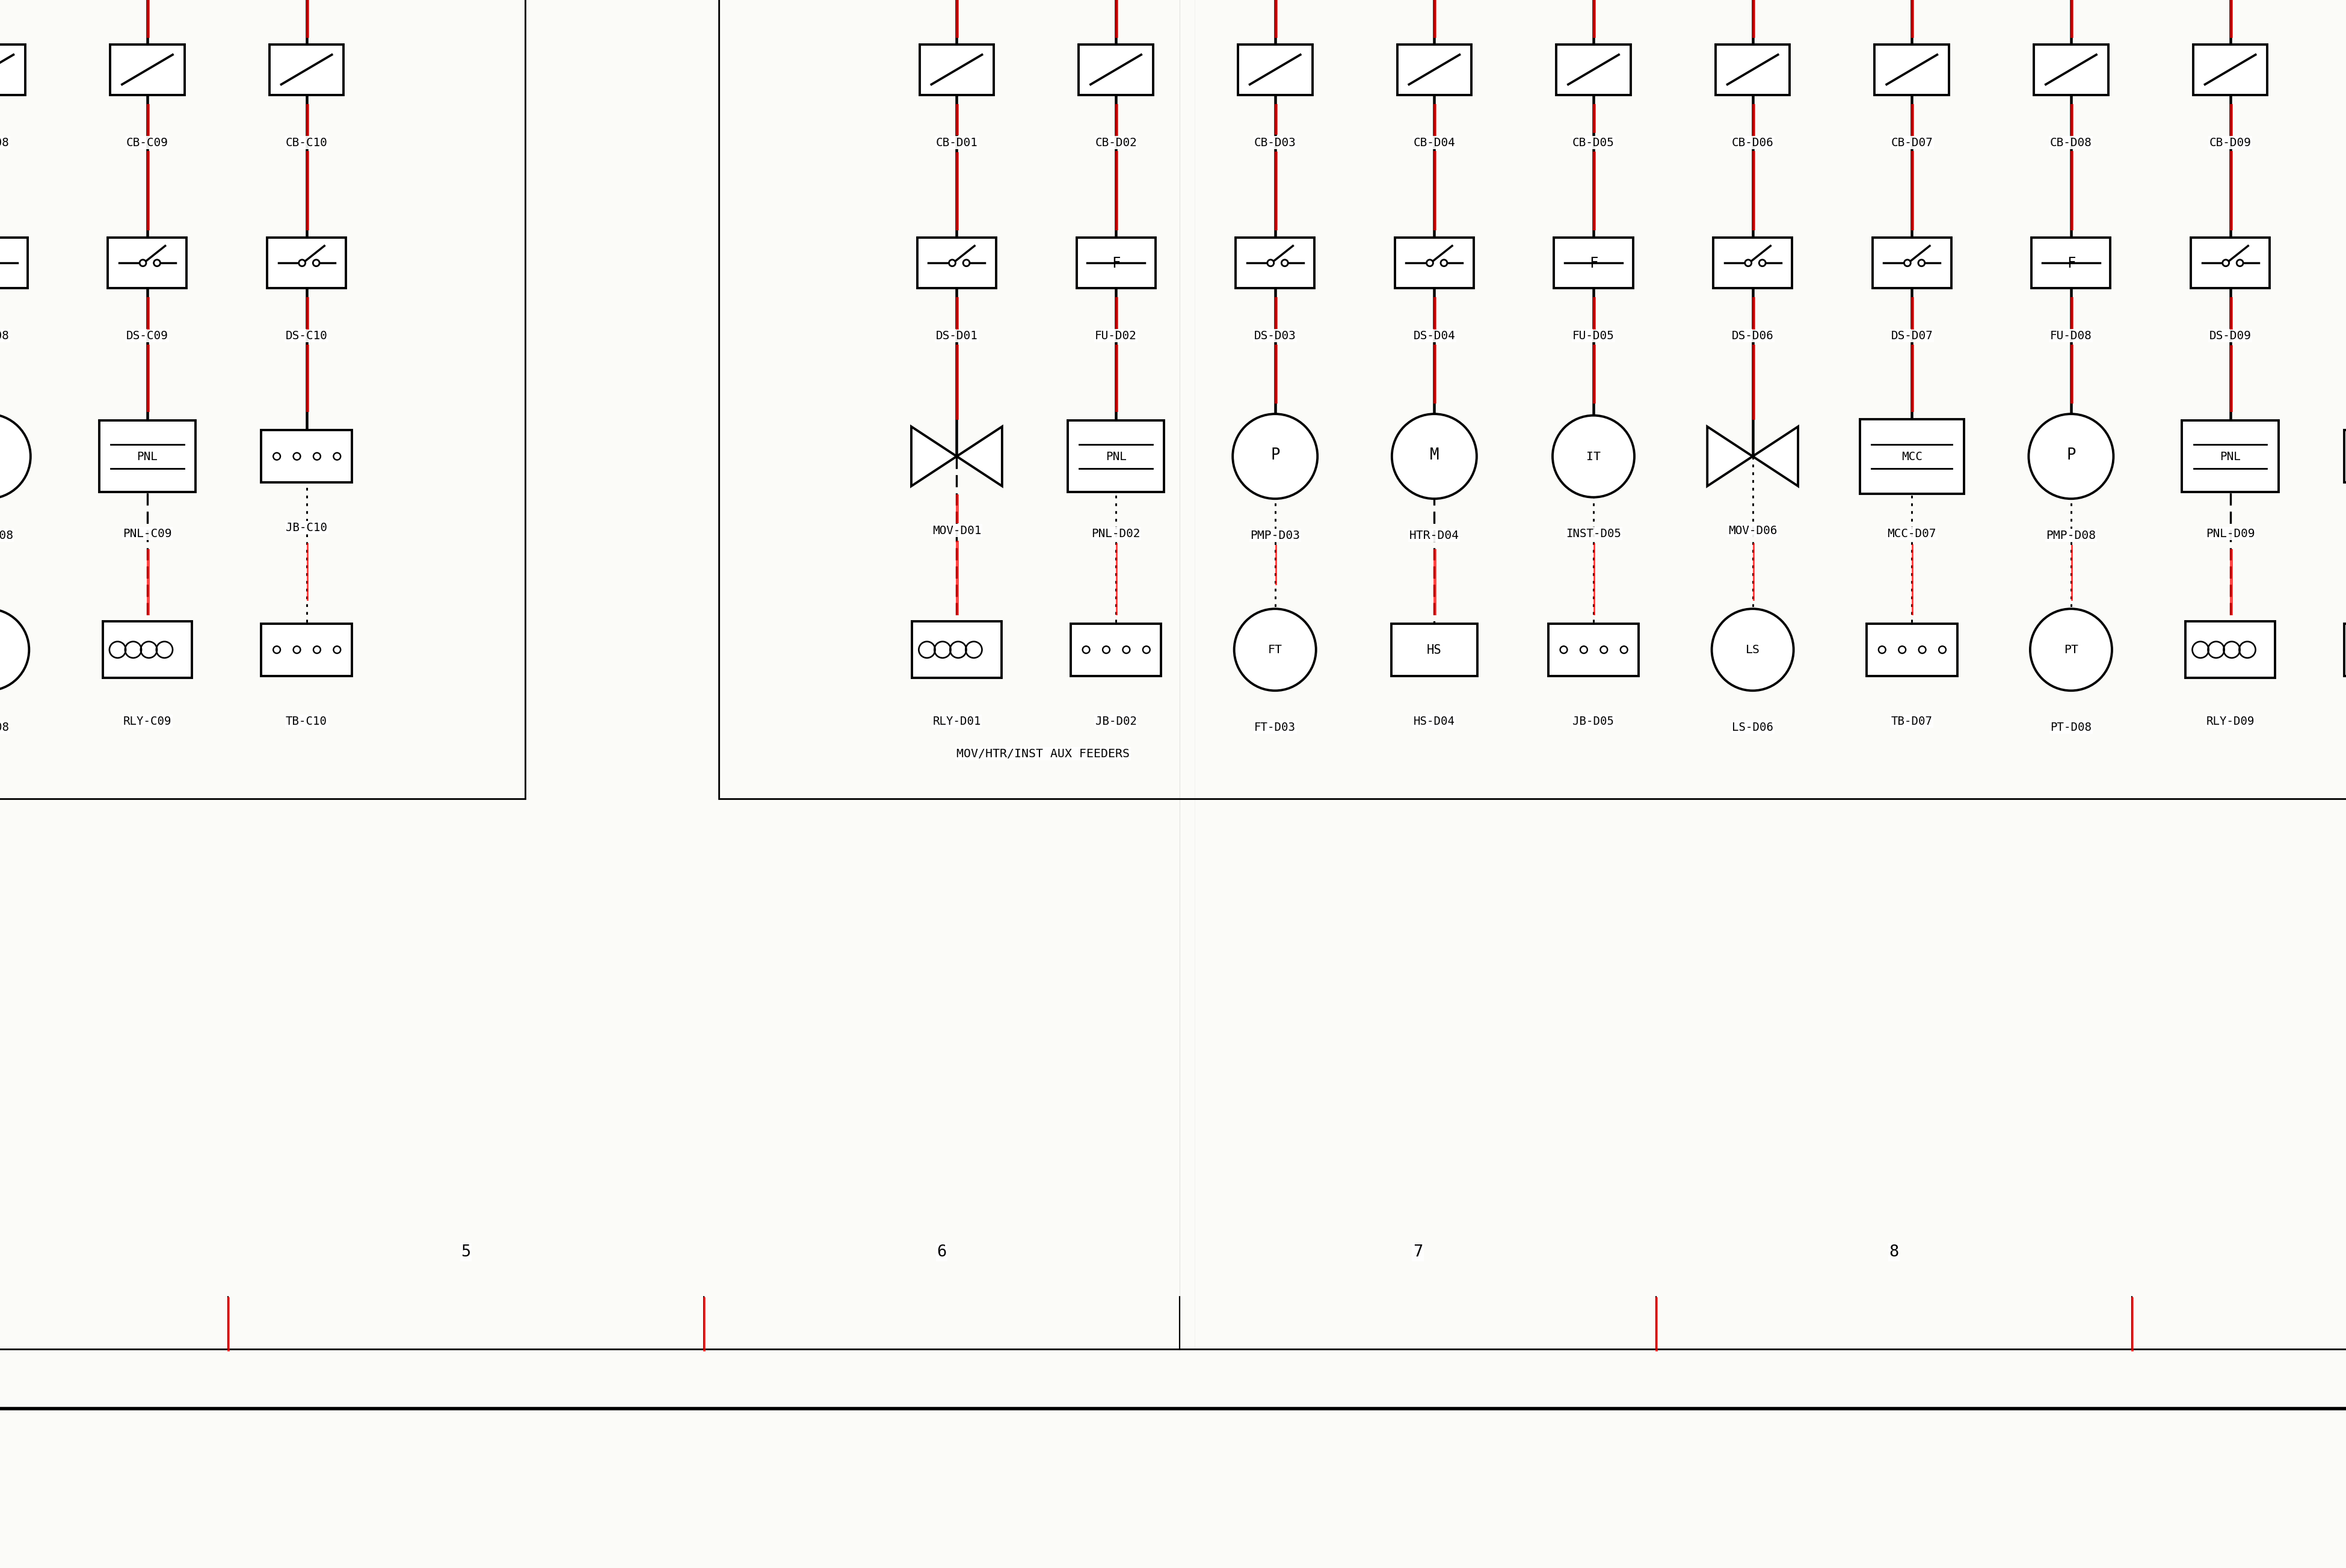 08 CB-C09 CB-C10 CB-D01 CB-D02 CB-D03 CB-D04 CB-D05 CB-D06 CB-D07 CB-D08 CB-D09
F F F
08 DS-C09 DS-C10 DS-D01 FU-D02 DS-D03 DS-D04 FU-D05 DS-D06 DS-D07 FU-D08 DS-D09
PNL PNL P M IT MCC P PNL
08 PNL-C09 JB-C10 MOV-D01 PNL-D02 PMP-D03 HTR-D04 INST-D05 MOV-D06 MCC-D07 PMP-D08 PNL-D09
FT HS LS PT
08 RLY-C09 TB-C10 RLY-D01 JB-D02 FT-D03 HS-D04 JB-D05 LS-D06 TB-D07 PT-D08 RLY-D09
MOV/HTR/INST AUX FEEDERS
5 6 7 8